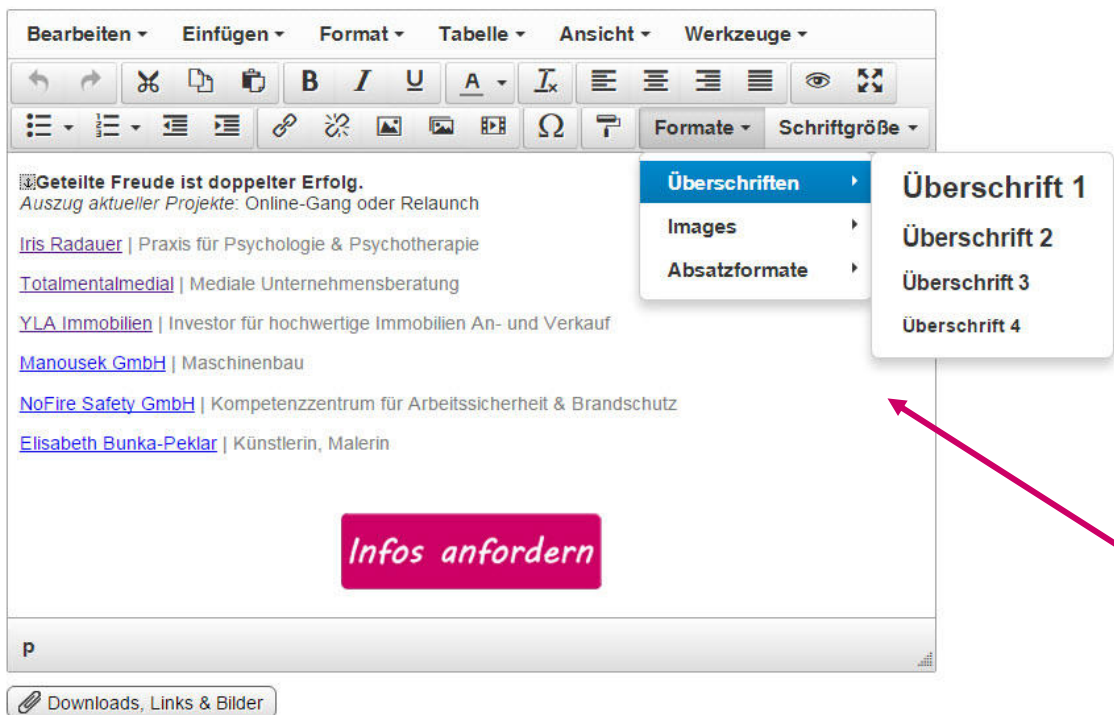 Bearbeiten Einfügen Format Tabelle Ansicht Werkzeuge
B I U A Ix
Ω Formate Schriftgröße
Überschriften
Images
Absatzformate
Überschrift 1
Überschrift 2
Überschrift 3
Überschrift 4
Geteilte Freude ist doppelter Erfolg.
Auszug aktueller Projekte: Online-Gang oder Relaunch
Iris Radauer | Praxis für Psychologie & Psychotherapie
Totalmentalmedial | Mediale Unternehmensberatung
YLA Immobilien | Investor für hochwertige Immobilien An- und Verkauf
Manousek GmbH | Maschinenbau
NoFire Safety GmbH | Kompetenzzentrum für Arbeitssicherheit & Brandschutz
Elisabeth Bunka-Peklar | Künstlerin, Malerin
Infos anfordern
p
Downloads, Links & Bilder